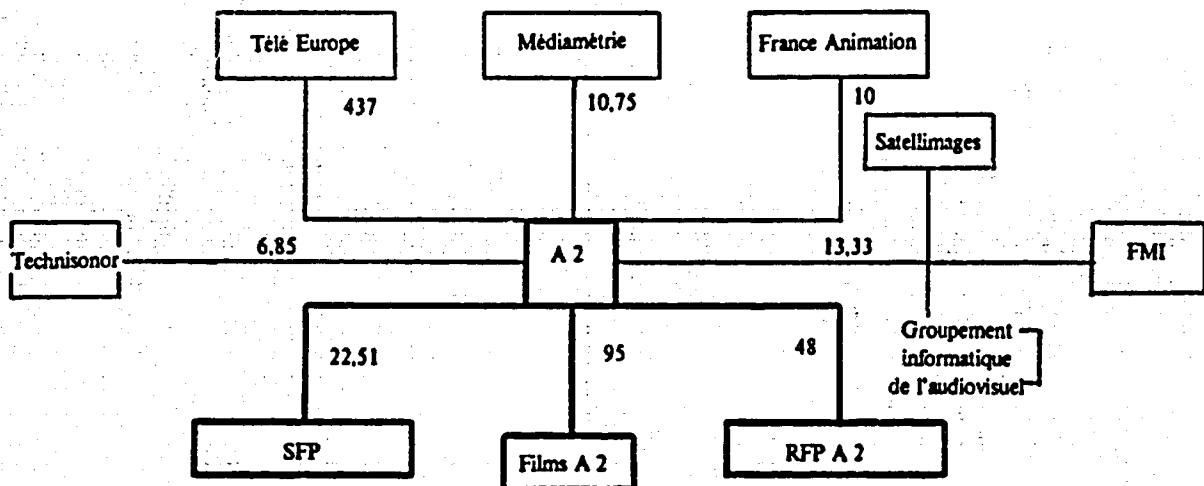 Télé Europe
Médiamétrie
France Animation
437
10,75
10
Satellimages
Technisonor
6,85
A 2
13,33
FMI
22,51
95
48
Groupement
informatique
de l'audiovisuel
SFP
Films A 2
RFP A 2